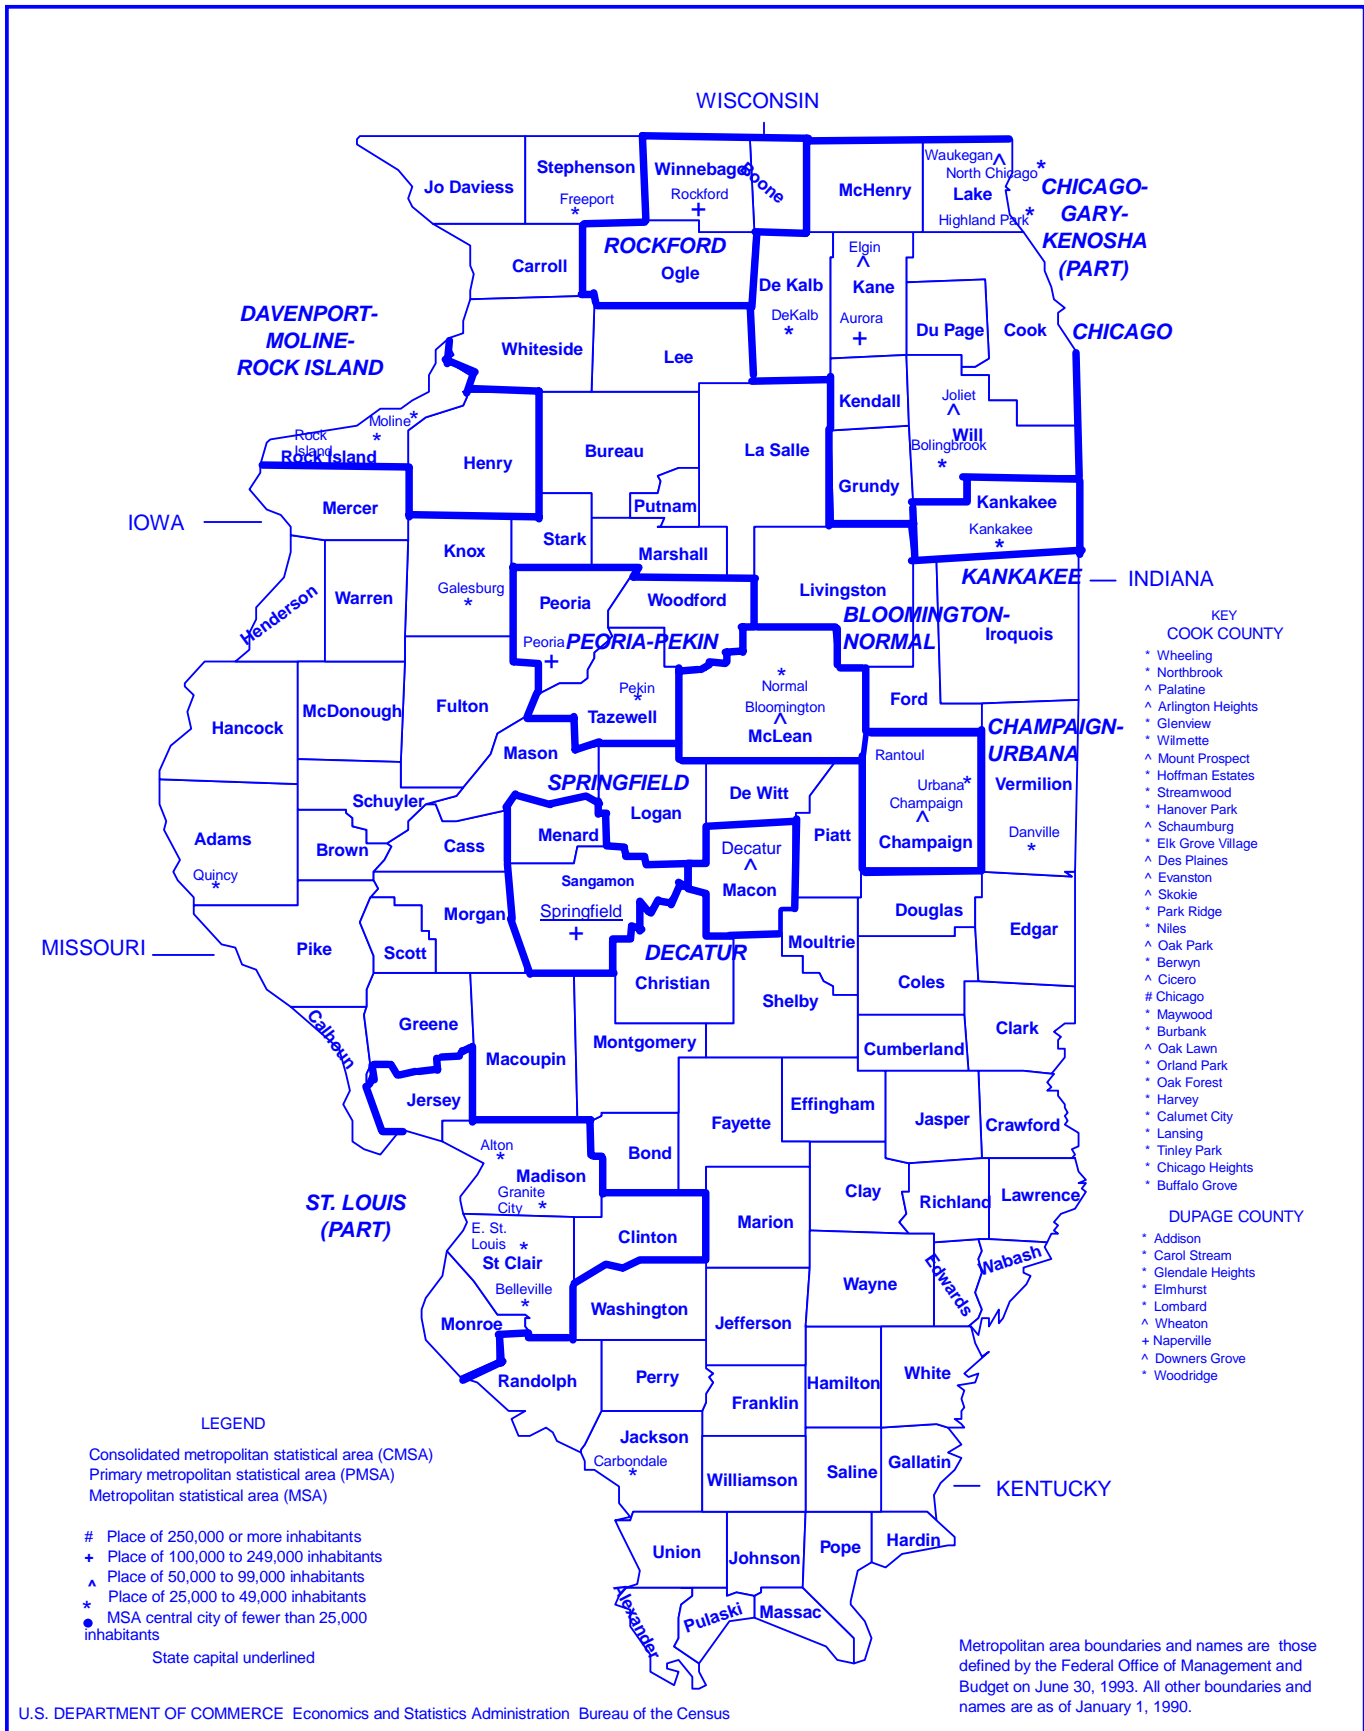 WISCONSIN
Jo Daviess
Stephenson
Freeport
*
Winnebago
Rockford
+
Boone
McHenry
Waukegan
^
North Chicago
*
Lake
Highland Park
*
CHICAGO-
GARY-
KENOSHA
(PART)
Carroll
ROCKFORD
Ogle
De Kalb
DeKalb
*
Elgin
^
Kane
Aurora
+
Du Page
Cook
CHICAGO
DAVENPORT-
MOLINE-
ROCK ISLAND
Whiteside
Lee
Kendall
Joliet
^
Will
Bolingbrook
*
Moline
*
*
Rock
Island
Rock Island
Henry
Bureau
La Salle
Grundy
Kankakee
Kankakee
*
Mercer
Putnam
IOWA
Knox
Galesburg
*
Stark
Marshall
Livingston
KANKAKEE
INDIANA
Henderson
Warren
Peoria
Peoria
+
Woodford
PEORIA-PEKIN
BLOOMINGTON-
NORMAL
Iroquois
Hancock
McDonough
Fulton
Pekin
*
Tazewell
*
Normal
Bloomington
^
McLean
Ford
CHAMPAIGN-
URBANA
Mason
Schuyler
SPRINGFIELD
Logan
De Witt
Rantoul
Urbana
*
Champaign
^
Champaign
Vermilion
Danville
*
Adams
Quincy
*
Brown
Cass
Menard
Piatt
Decatur
^
Macon
Sangamon
Springfield
+
MISSOURI
Pike
Scott
Morgan
DECATUR
Christian
Moultrie
Douglas
Edgar
Coles
Shelby
Calhoun
Greene
Macoupin
Montgomery
Cumberland
Clark
Jersey
Fayette
Effingham
Jasper
Crawford
Alton
*
Madison
Granite
City
*
Bond
ST. LOUIS
(PART)
Clay
Richland
Lawrence
E. St.
Louis
*
St Clair
Belleville
*
Clinton
Marion
Monroe
Washington
Jefferson
Wayne
Edwards
Wabash
Randolph
Perry
Franklin
Hamilton
White
Jackson
Carbondale
*
Williamson
Saline
Gallatin
KENTUCKY
Union
Johnson
Pope
Hardin
Alexander
Pulaski
Massac
KEY
COOK COUNTY
* Wheeling
* Northbrook
^ Palatine
^ Arlington Heights
* Glenview
* Wilmette
^ Mount Prospect
* Hoffman Estates
* Streamwood
* Hanover Park
^ Schaumburg
* Elk Grove Village
^ Des Plaines
^ Evanston
^ Skokie
* Park Ridge
* Niles
^ Oak Park
* Berwyn
^ Cicero
# Chicago
* Maywood
* Burbank
^ Oak Lawn
* Orland Park
* Oak Forest
* Harvey
* Calumet City
* Lansing
* Tinley Park
* Chicago Heights
* Buffalo Grove
DUPAGE COUNTY
* Addison
* Carol Stream
* Glendale Heights
* Elmhurst
* Lombard
^ Wheaton
+ Naperville
^ Downers Grove
* Woodridge
LEGEND
Consolidated metropolitan statistical area (CMSA)
Primary metropolitan statistical area (PMSA)
Metropolitan statistical area (MSA)
# Place of 250,000 or more inhabitants
+ Place of 100,000 to 249,000 inhabitants
^ Place of 50,000 to 99,000 inhabitants
* Place of 25,000 to 49,000 inhabitants
● MSA central city of fewer than 25,000
inhabitants
State capital underlined
Metropolitan area boundaries and names are those
defined by the Federal Office of Management and
Budget on June 30, 1993. All other boundaries and
names are as of January 1, 1990.
U.S. DEPARTMENT OF COMMERCE Economics and Statistics Administration Bureau of the Census